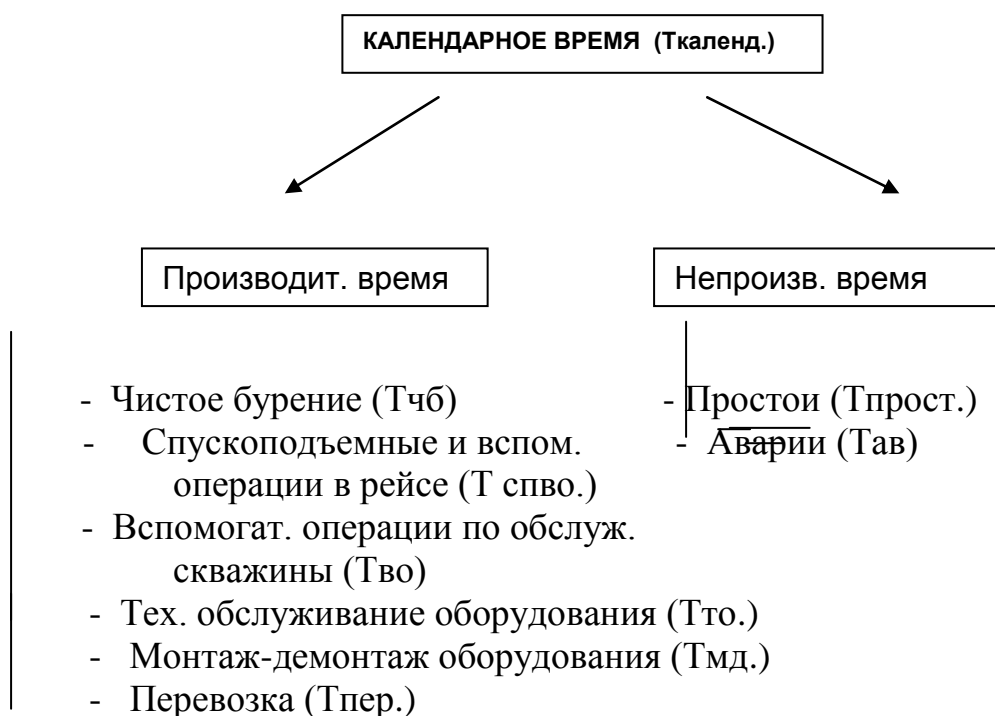 КАЛЕНДАРНОЕ ВРЕМЯ (Ткаленд.)
Производит. время
Непроизв. время
- Чистое бурение (Тчб)
- Спускоподъемные и вспом.
операции в рейсе (Т спво.)
- Вспомогат. операции по обслуж.
скважины (Тво)
- Тех. обслуживание оборудования (Тто.)
- Монтаж-демонтаж оборудования (Тмд.)
- Перевозка (Тпер.)
- Простои (Тпрост.)
- Аварии (Тав)